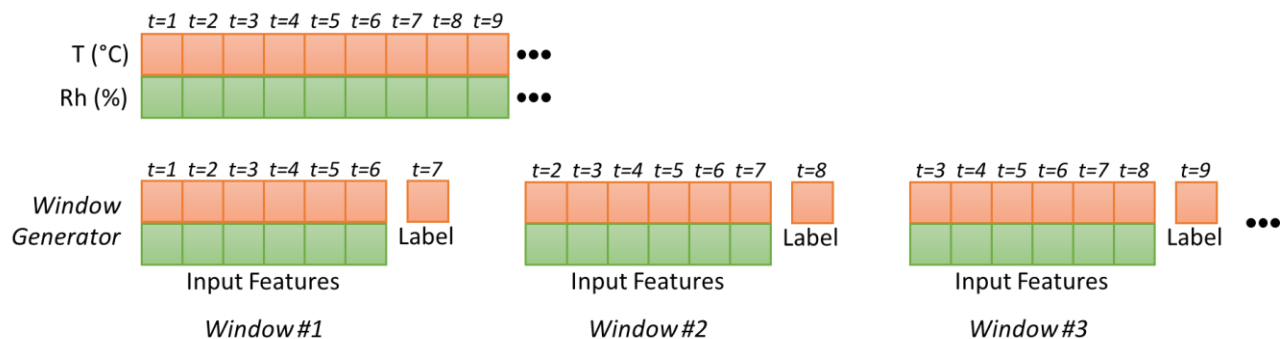 t=1 t=2 t=3 t=4 t=5 t=6 t=7 t=8 t=9
T (°C)
Rh (%)
t=1 t=2 t=3 t=4 t=5 t=6 t=7 t=2 t=3 t=4 t=5 t=6 t=7 t=8 t=3 t=4 t=5 t=6 t=7 t=8 t=9
Window
Generator
Label Label Label
Input Features Input Features Input Features
Window #1 Window #2 Window #3